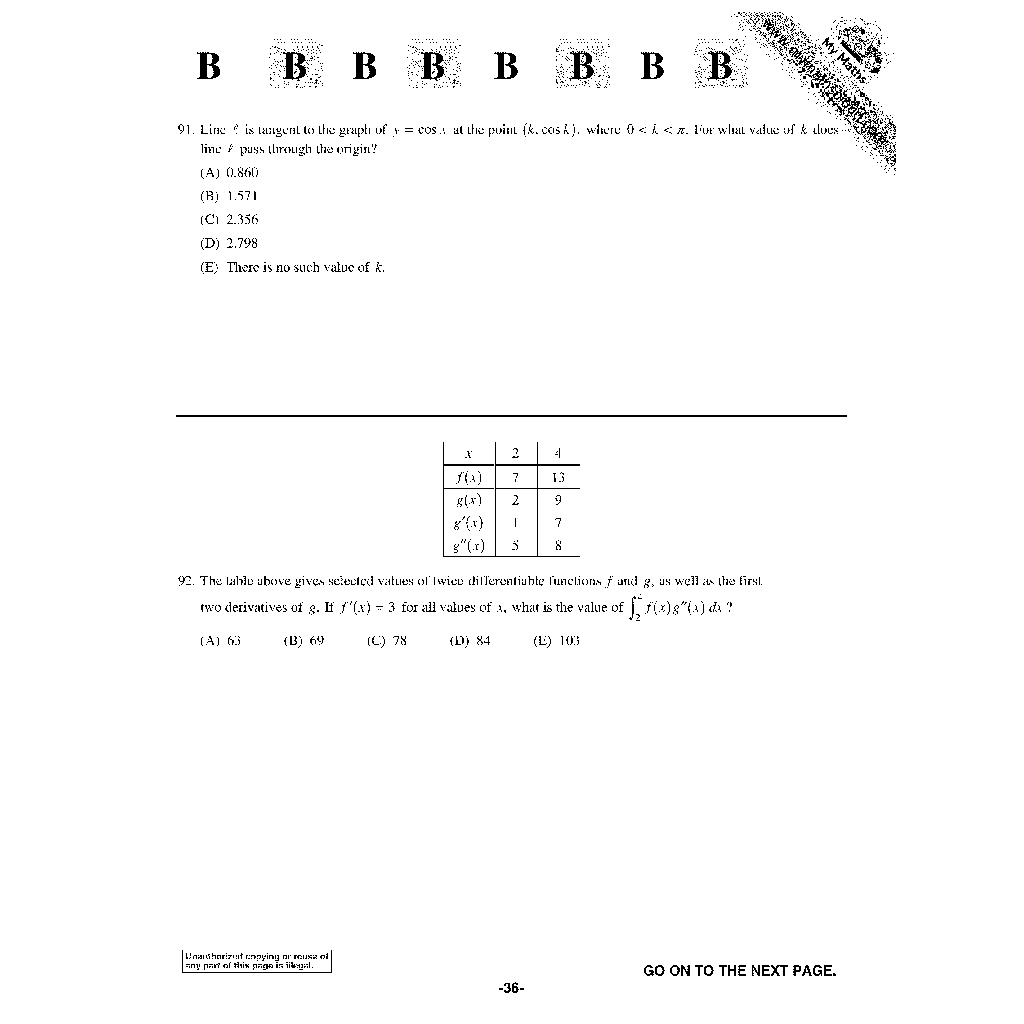 B B B B B B B B
My Maths
91. Line ℓ is tangent to the graph of y = cos x at the point (k, cos k), where 0 < k < π. For what value of k does
line ℓ pass through the origin?
(A) 0.860
(B) 1.571
(C) 2.356
(D) 2.798
(E) There is no such value of k.
x 2 4
f(x) 7 13
g(x) 2 9
g′(x) 1 7
g″(x) 5 8
92. The table above gives selected values of twice-differentiable functions f and g, as well as the first
two derivatives of g. If f′(x) = 3 for all values of x, what is the value of ∫₂⁴ f(x)g″(x) dx ?
(A) 63 (B) 69 (C) 78 (D) 84 (E) 103
Unauthorized copying or reuse of
any part of this page is illegal.
GO ON TO THE NEXT PAGE.
-36-